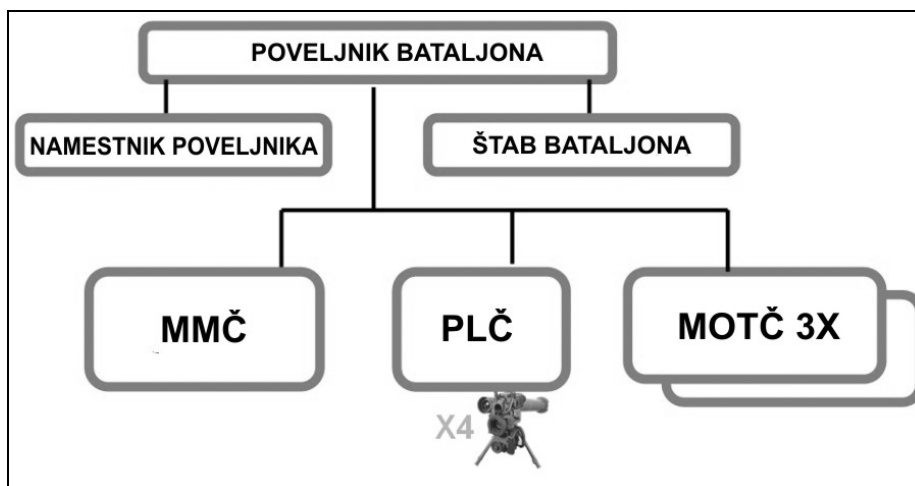 POVELJNIK BATALJONA
NAMESTNIK POVELJNIKA
ŠTAB BATALJONA
MMČ
PLČ
MOTČ 3X
X4